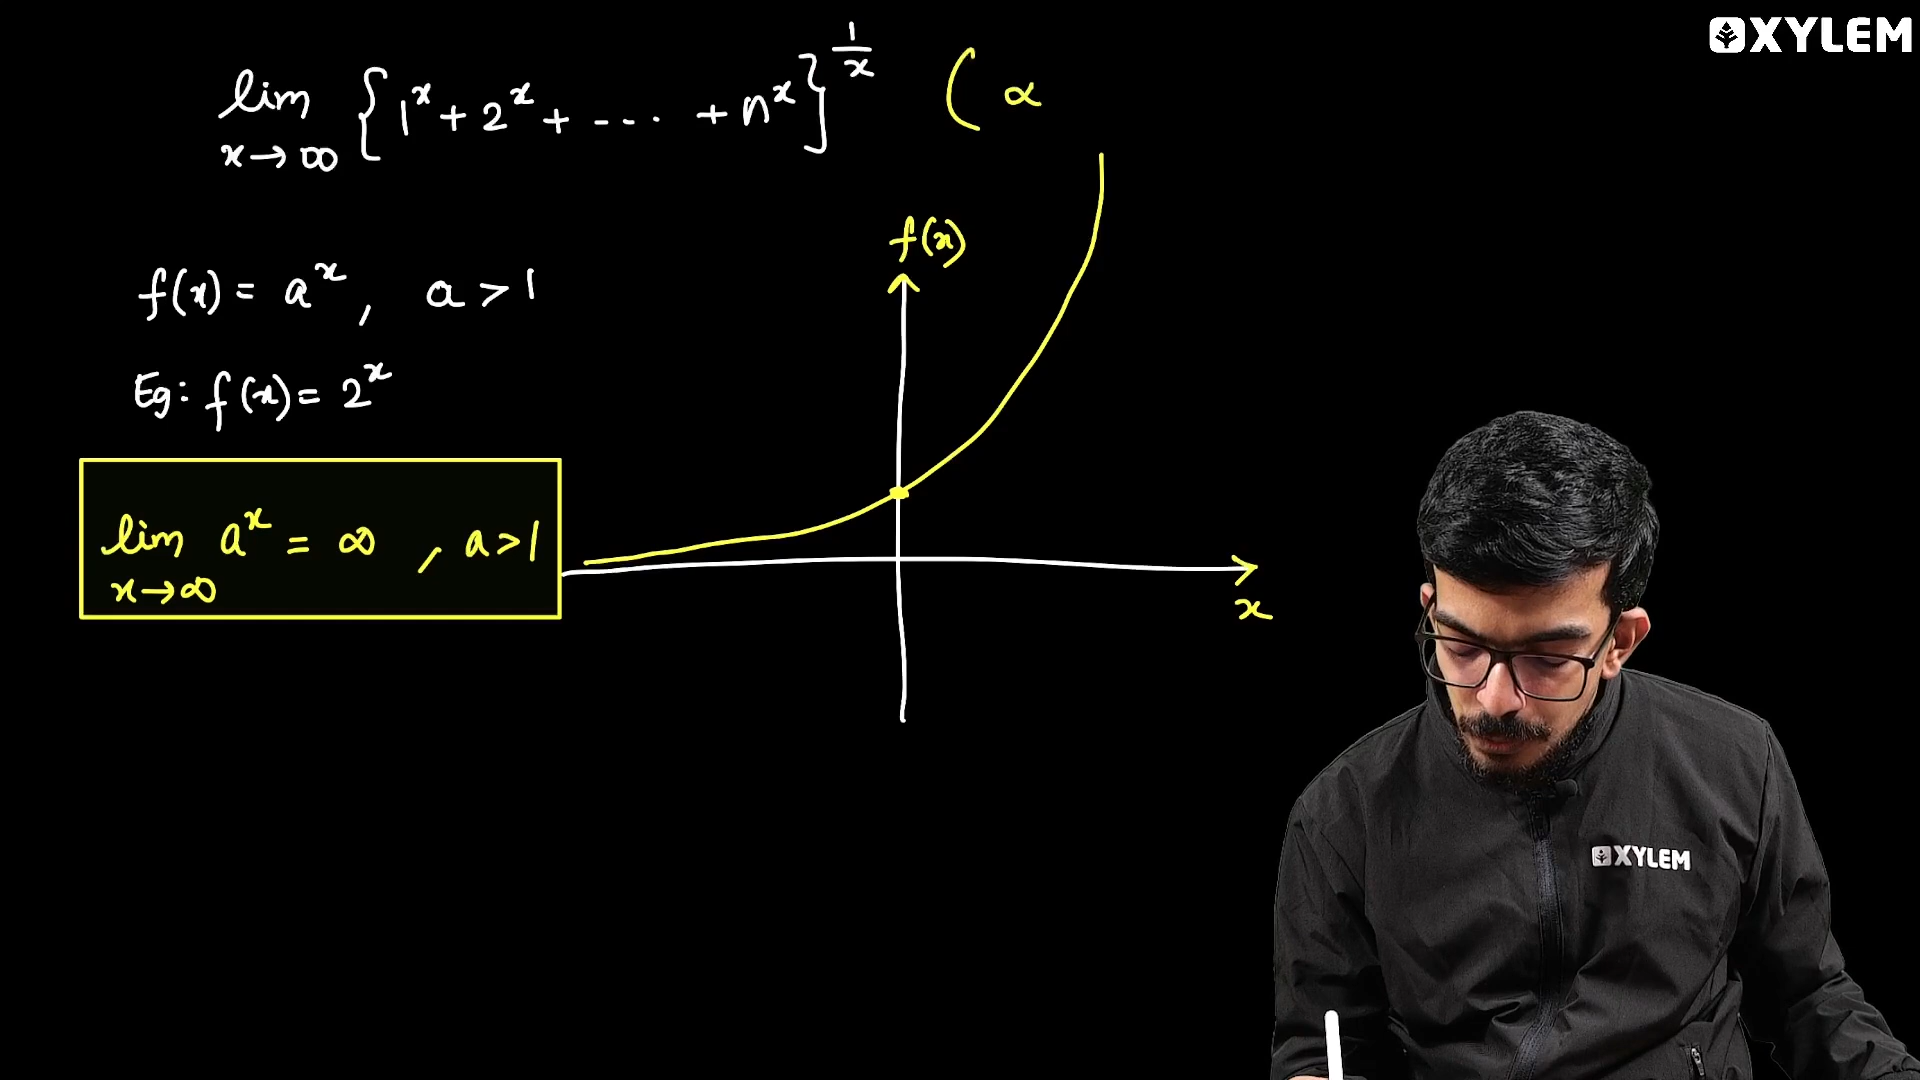 XYLEM
lim {1^x + 2^x + --- + n^x}^(1/x) ( ∝
x→∞
f(x)
f(x) = a^x, a > 1
Eg: f(x) = 2^x
lim a^x = ∞ , a>1
x→∞
x
XYLEM